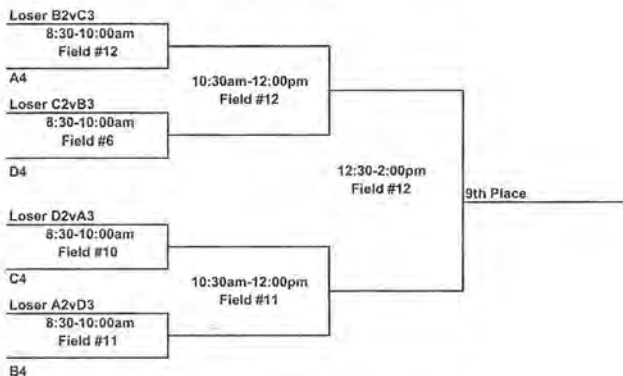 Loser B2vC3
8:30-10:00am
Field #12
A4
10:30am-12:00pm
Field #12
Loser C2vB3
8:30-10:00am
Field #6
D4
12:30-2:00pm
Field #12
9th Place
Loser D2vA3
8:30-10:00am
Field #10
C4
10:30am-12:00pm
Field #11
Loser A2vD3
8:30-10:00am
Field #11
B4